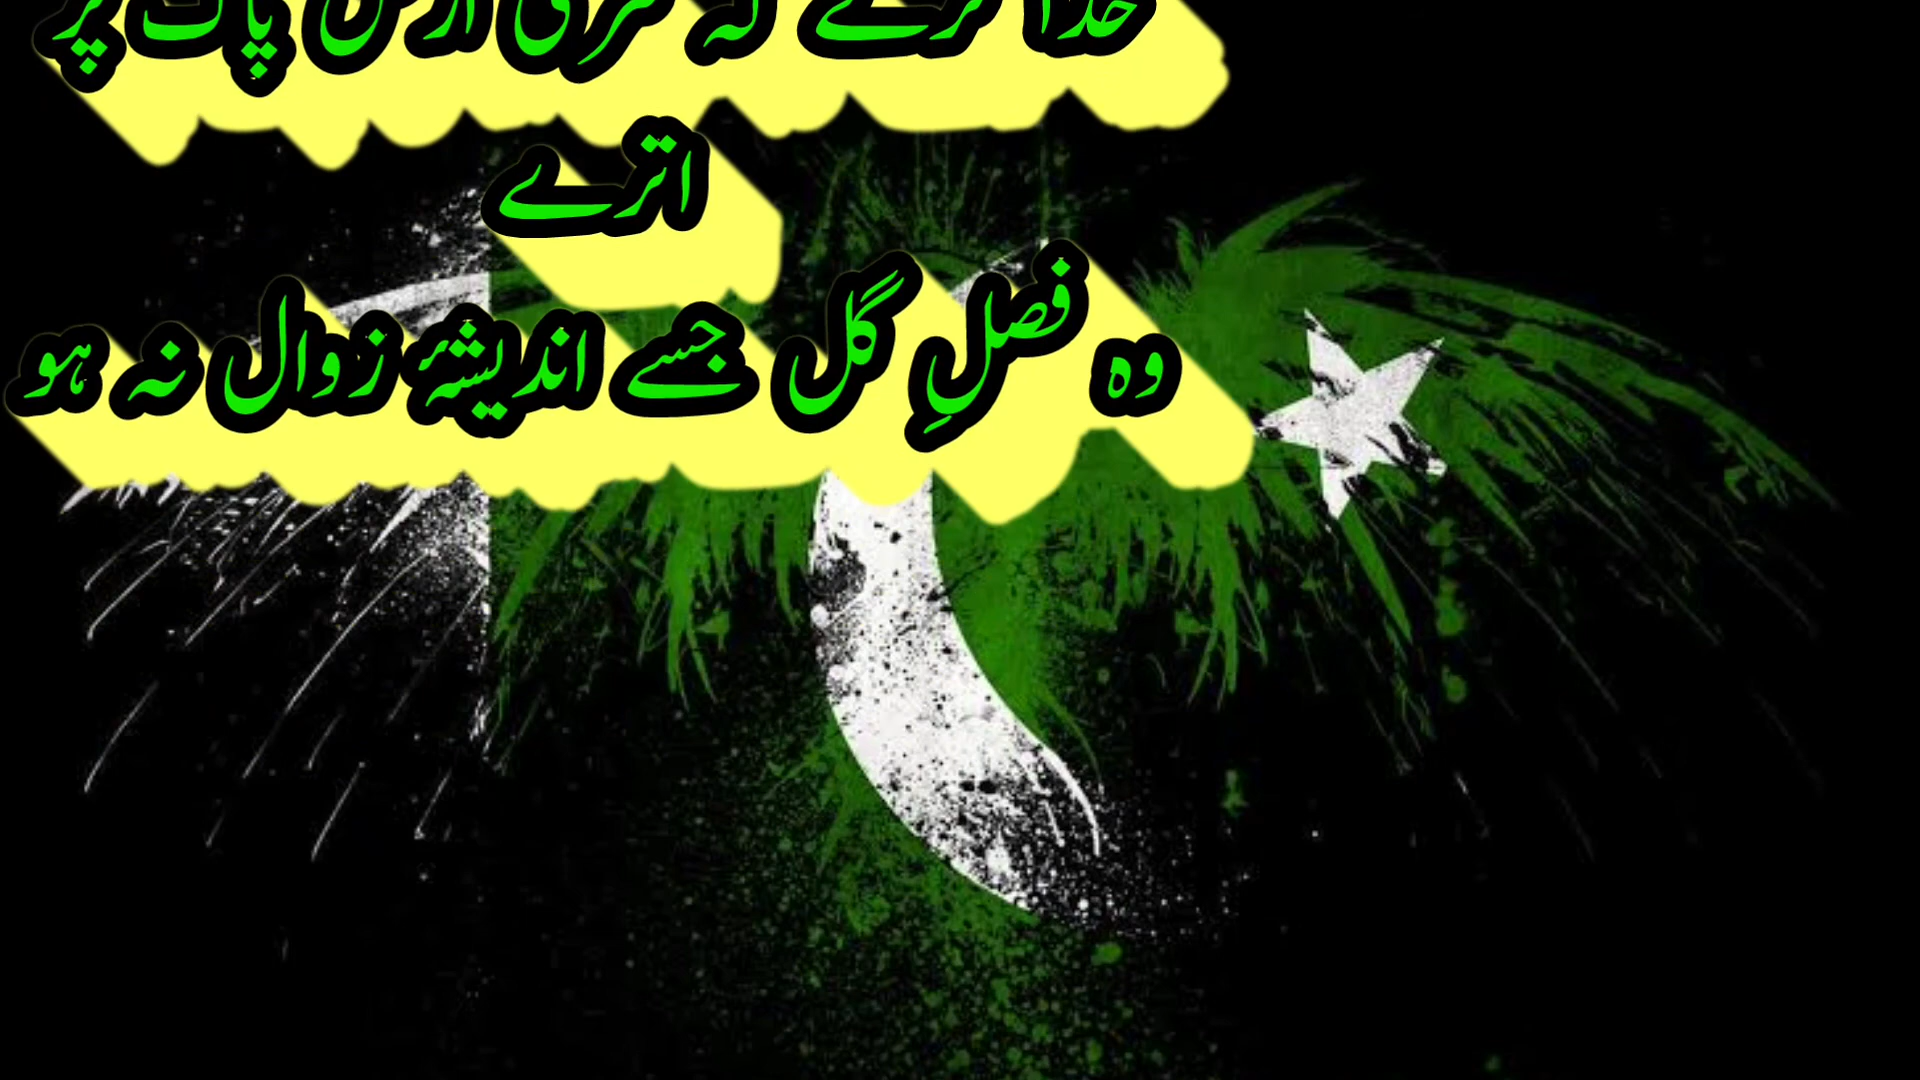 خدا کرے کہ مری ارض پاک پر
اترے
وہ فصلِ گل جسے اندیشۂ زوال نہ ہو